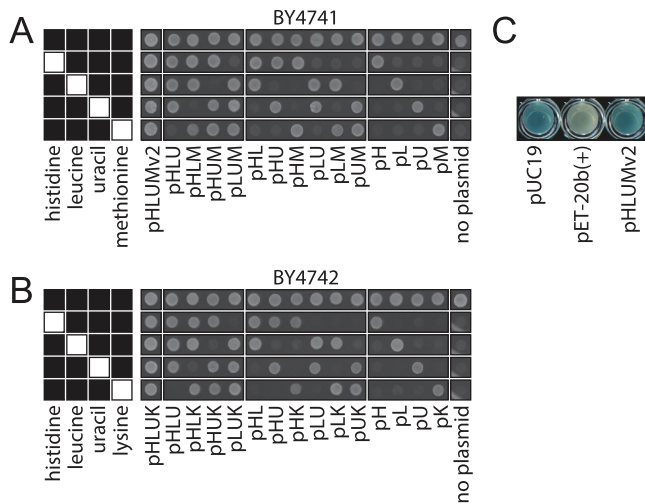 A
BY4741
C
histidine
leucine
uracil
methionine
pHLUMv2
pHLU
pHLM
pHUM
pLUM
pHL
pHU
pHM
pLU
pLM
pUM
pH
pL
pU
pM
no plasmid
pUC19
pET-20b(+)
pHLUMv2
B
BY4742
histidine
leucine
uracil
lysine
pHLUK
pHLU
pHLK
pHUK
pLUK
pHL
pHU
pHK
pLU
pLK
pUK
pH
pL
pU
pK
no plasmid